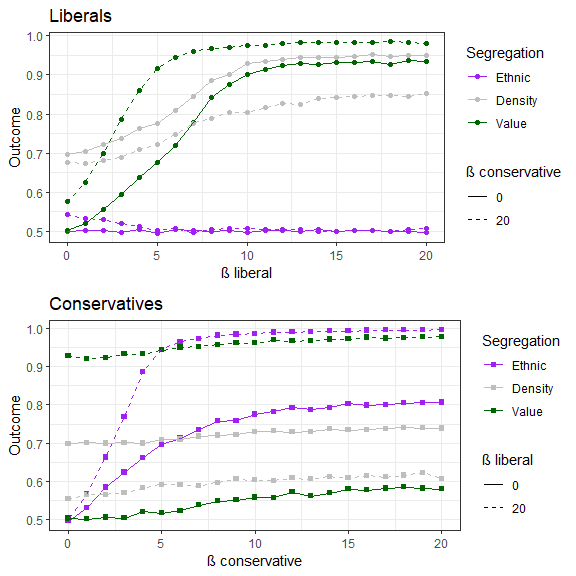 Liberals
1.0
0.9
0.8
0.7
0.6
0.5
Outcome
0
5
10
15
20
ß liberal
Segregation
Ethnic
Density
Value
ß conservative
0
20
Conservatives
1.0
0.9
0.8
0.7
0.6
0.5
Outcome
0
5
10
15
20
ß conservative
Segregation
Ethnic
Density
Value
ß liberal
0
20